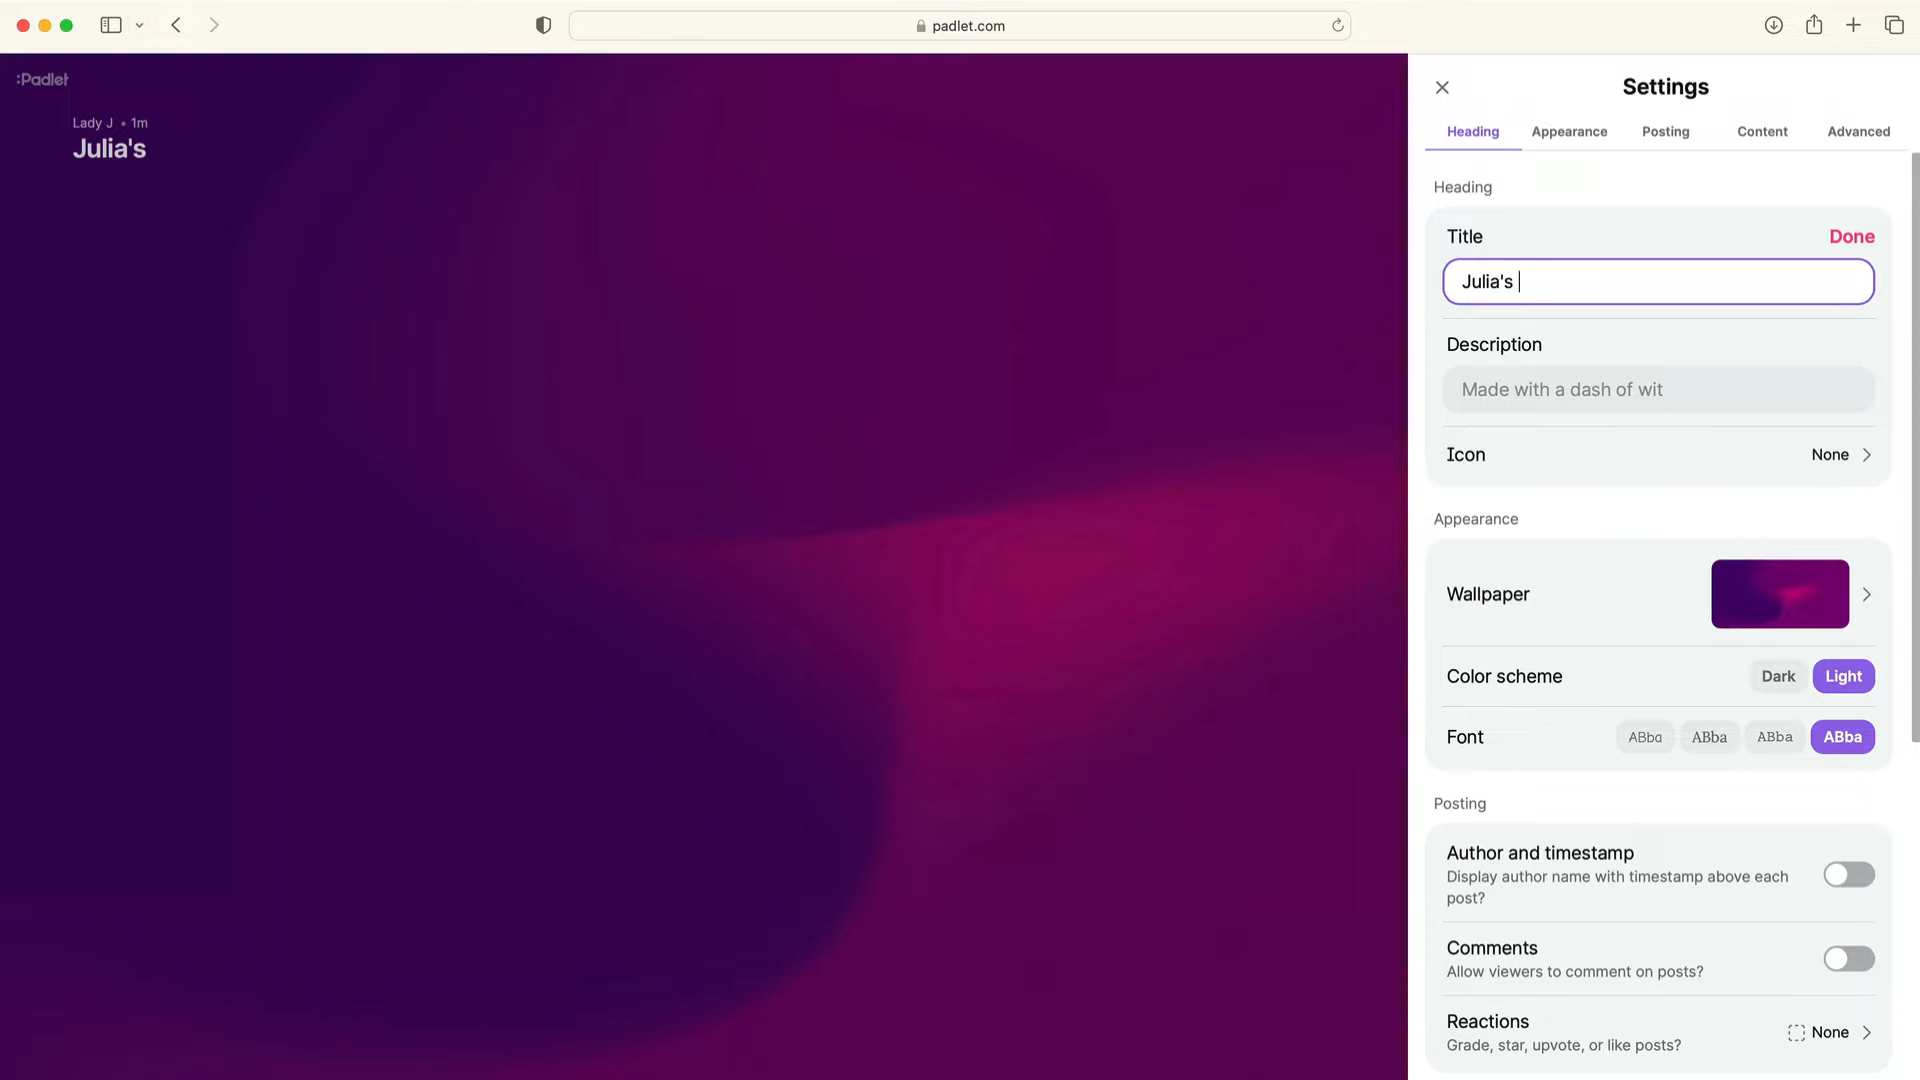 padlet.com
:Padlet
Lady J • 1m
Julia's
Settings
Heading
Appearance
Posting
Content
Advanced
Heading
Title
Done
Julia's
Description
Made with a dash of wit
Icon
None
Appearance
Wallpaper
Color scheme
Dark
Light
Font
ABba
ABba
ABba
ABba
Posting
Author and timestamp
Display author name with timestamp above each
post?
Comments
Allow viewers to comment on posts?
Reactions
Grade, star, upvote, or like posts?
None